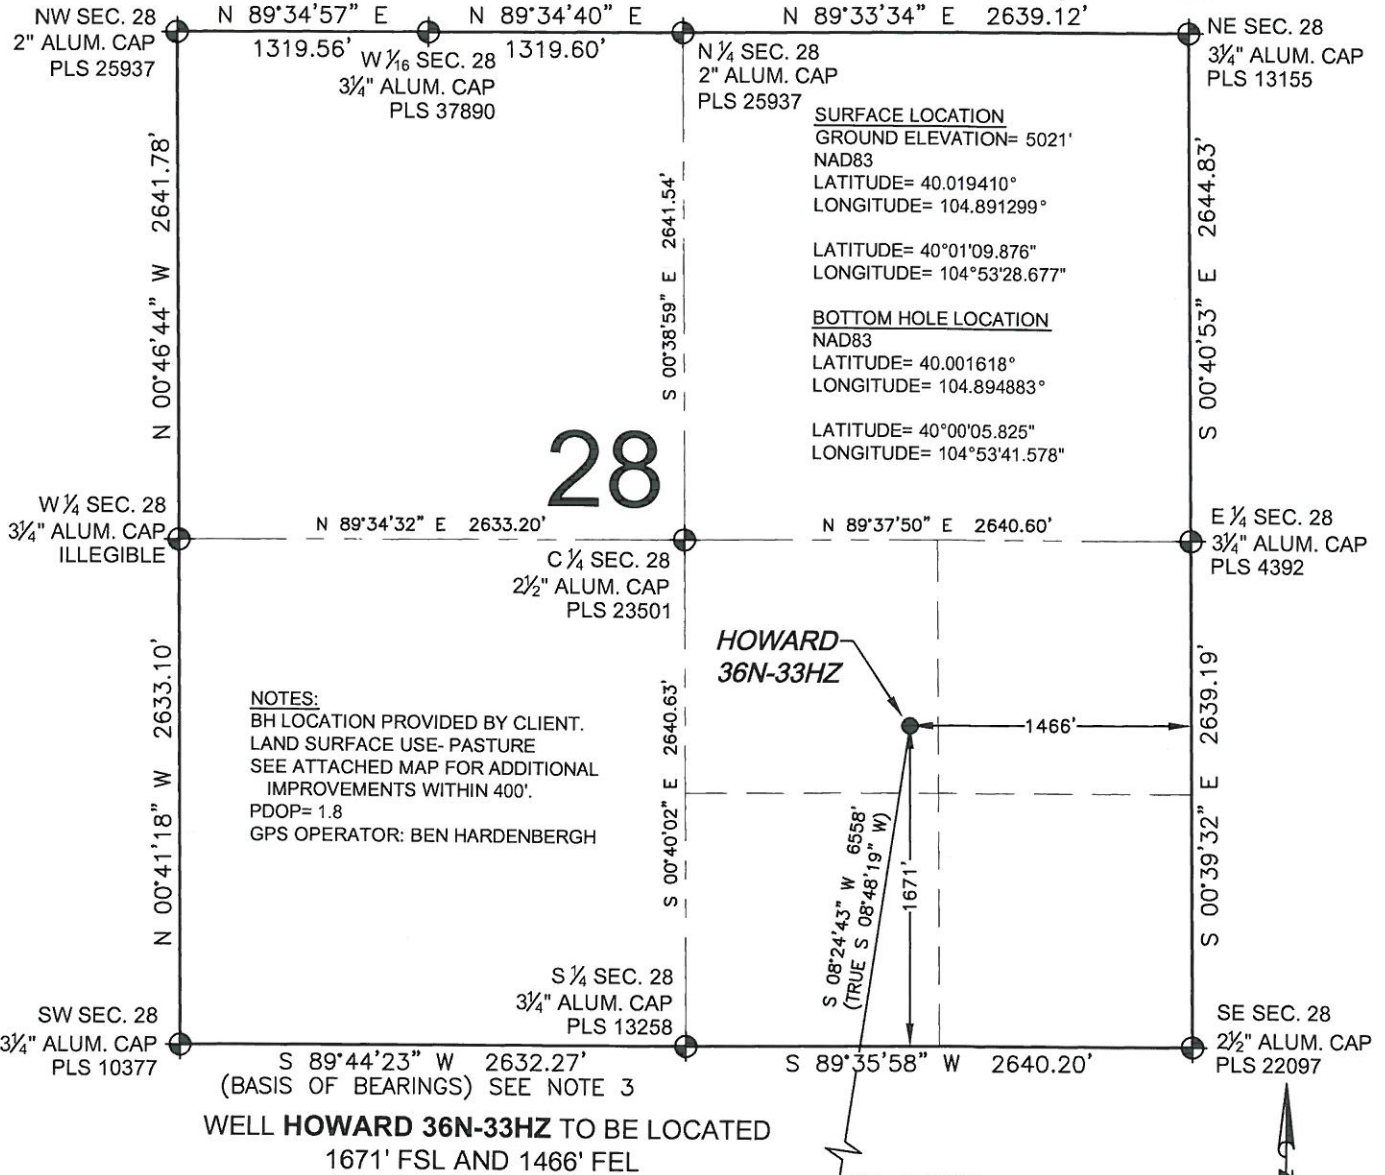 N 89°34'57" E
N 89°34'40" E
N 89°33'34" E 2639.12'
NW SEC. 28
2" ALUM. CAP
PLS 25937
1319.56'
W 1/16 SEC. 28
3¼" ALUM. CAP
PLS 37890
1319.60'
N ¼ SEC. 28
2" ALUM. CAP
PLS 25937
NE SEC. 28
3¼" ALUM. CAP
PLS 13155
SURFACE LOCATION
GROUND ELEVATION= 5021'
NAD83
LATITUDE= 40.019410°
LONGITUDE= 104.891299°
LATITUDE= 40°01'09.876"
LONGITUDE= 104°53'28.677"
BOTTOM HOLE LOCATION
NAD83
LATITUDE= 40.001618°
LONGITUDE= 104.894883°
LATITUDE= 40°00'05.825"
LONGITUDE= 104°53'41.578"
N 00°46'44" W 2641.78'
S 00°38'59" E 2641.54'
S 00°40'53" E 2644.83'
28
W ¼ SEC. 28
3¼" ALUM. CAP
ILLEGIBLE
N 89°34'32" E 2633.20'
C ¼ SEC. 28
2½" ALUM. CAP
PLS 23501
N 89°37'50" E 2640.60'
E ¼ SEC. 28
3¼" ALUM. CAP
PLS 4392
HOWARD
36N-33HZ
1466'
1671'
S 08°24'43" W 6558'
(TRUE S 08°48'19" W)
NOTES:
BH LOCATION PROVIDED BY CLIENT.
LAND SURFACE USE- PASTURE
SEE ATTACHED MAP FOR ADDITIONAL
IMPROVEMENTS WITHIN 400'.
PDOP= 1.8
GPS OPERATOR: BEN HARDENBERGH
N 00°41'18" W 2633.10'
S 00°40'02" E 2640.63'
S 00°39'32" E 2639.19'
SW SEC. 28
3¼" ALUM. CAP
PLS 10377
S ¼ SEC. 28
3¼" ALUM. CAP
PLS 13258
SE SEC. 28
2½" ALUM. CAP
PLS 22097
S 89°44'23" W 2632.27'
(BASIS OF BEARINGS) SEE NOTE 3
S 89°35'58" W 2640.20'
WELL HOWARD 36N-33HZ TO BE LOCATED
1671' FSL AND 1466' FEL